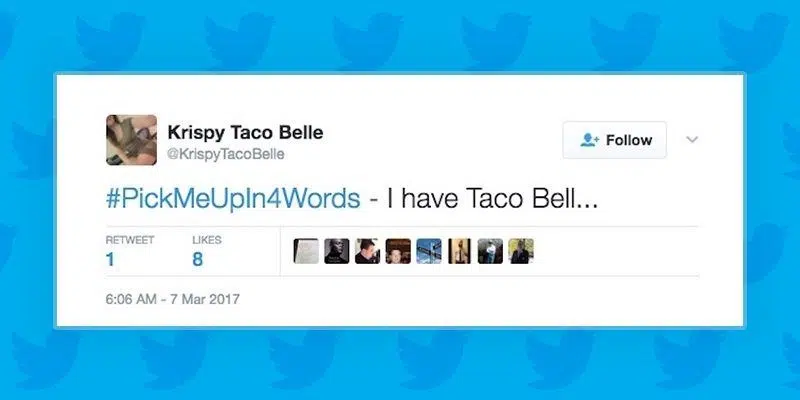 Krispy Taco Belle
@KrispyTacoBelle
Follow
#PickMeUpIn4Words - I have Taco Bell...
RETWEET LIKES
1 8
6:06 AM - 7 Mar 2017